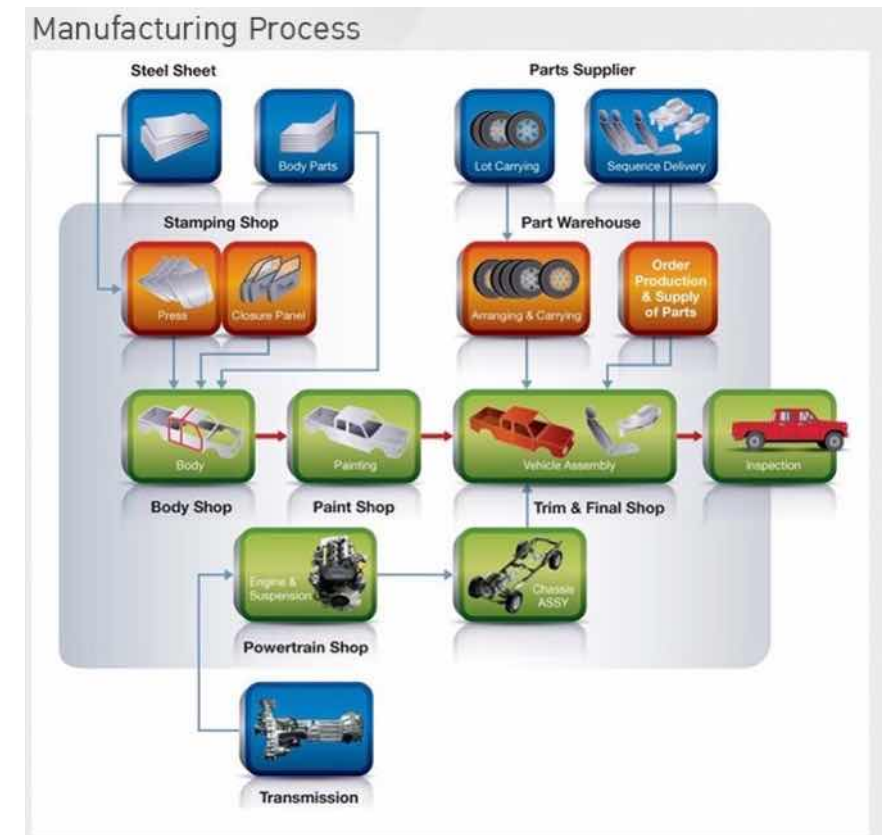 Manufacturing Process
Steel Sheet
Parts Supplier
Body Parts
Lot Carrying
Sequence Delivery
Stamping Shop
Part Warehouse
Press
Closure Panel
Arranging & Carrying
Order
Production
& Supply
of Parts
Body
Painting
Vehicle Assembly
Inspection
Body Shop
Paint Shop
Trim & Final Shop
Engine &
Suspension
Chassis
ASSY
Powertrain Shop
Transmission